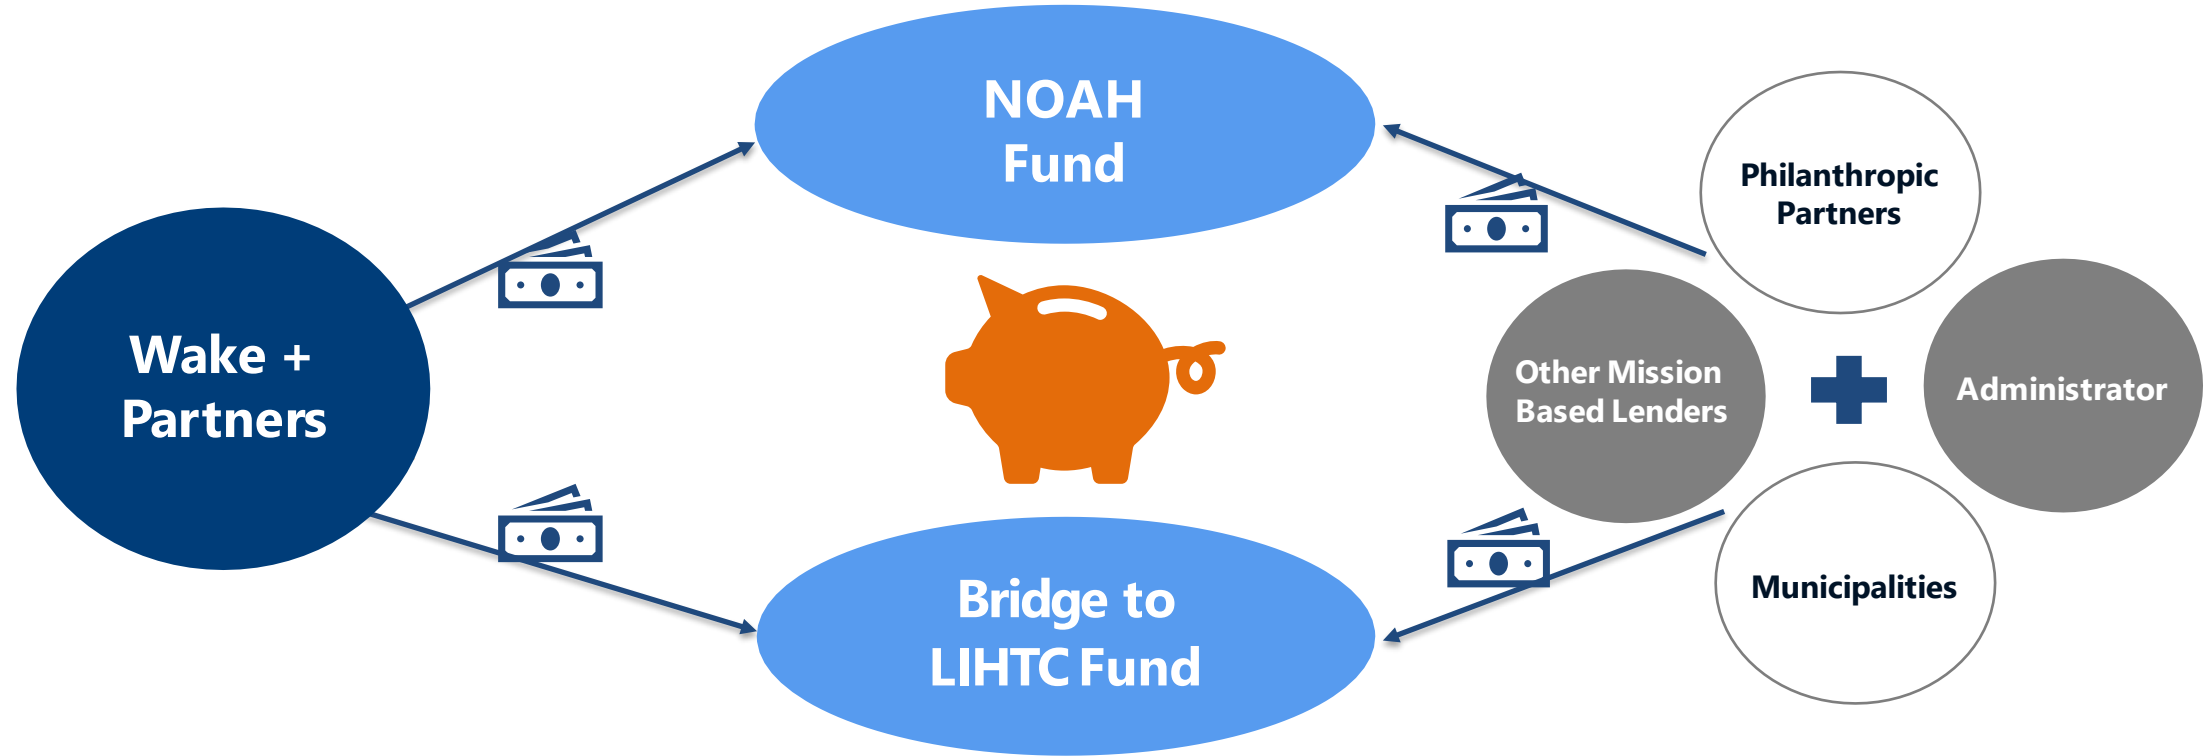 NOAH
Fund
Wake +
Partners
Bridge to
LIHTC Fund
Philanthropic
Partners
Other Mission
Based Lenders
Administrator
Municipalities